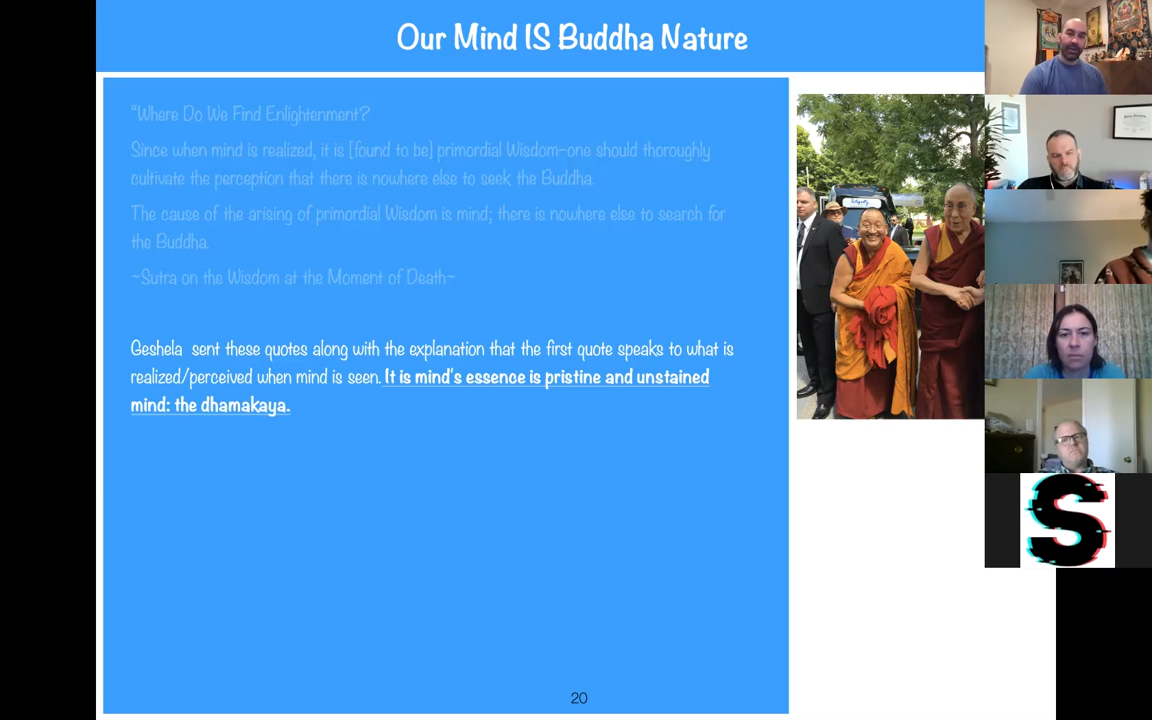 Our Mind IS Buddha Nature
“Where Do We Find Enlightenment?
Since when mind is realized, it is [found to be] primordial Wisdom-one should thoroughly
cultivate the perception that there is nowhere else to seek the Buddha.
The cause of the arising of primordial Wisdom is mind; there is nowhere else to search for
the Buddha.
~Sutra on the Wisdom at the Moment of Death~
Geshela sent these quotes along with the explanation that the first quote speaks to what is
realized/perceived when mind is seen. It is mind's essence is pristine and unstained
mind: the dhamakaya.
20
S